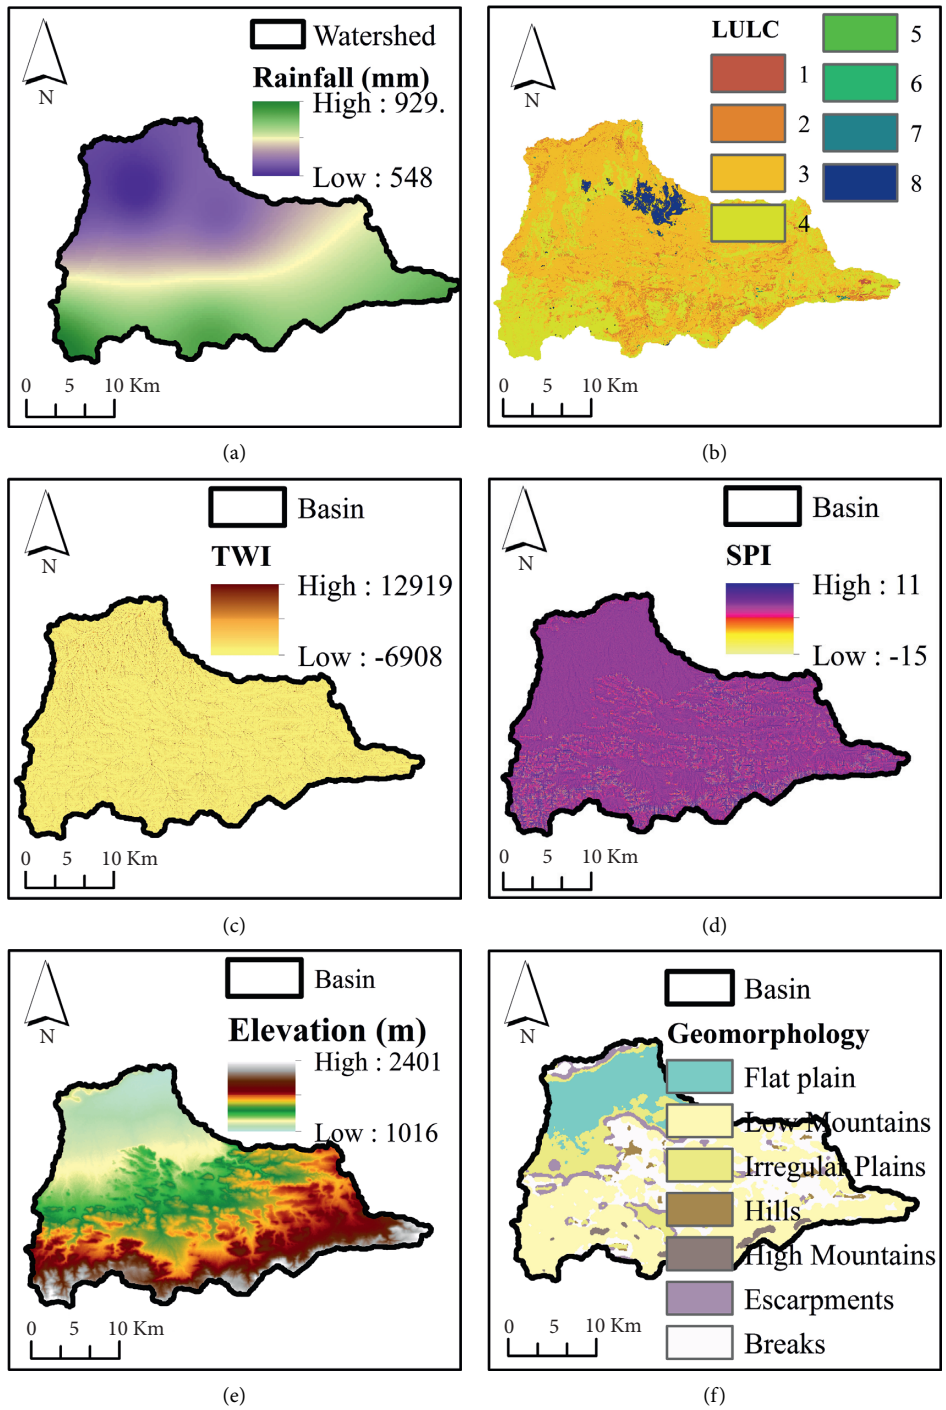 Watershed
Rainfall (mm)
High : 929.
Low : 548
N
0 5 10 Km
(a)
LULC
1
2
3
4
5
6
7
8
N
0 5 10 Km
(b)
Basin
TWI
High : 12919
Low : -6908
N
0 5 10 Km
(c)
Basin
SPI
High : 11
Low : -15
N
0 5 10 Km
(d)
Basin
Elevation (m)
High : 2401
Low : 1016
N
0 5 10 Km
(e)
Basin
Geomorphology
Flat plain
Low Mountains
Irregular Plains
Hills
High Mountains
Escarpments
Breaks
N
0 5 10 Km
(f)